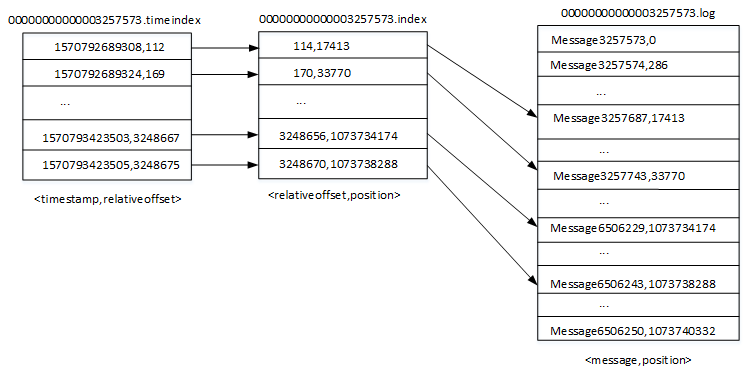 00000000000003257573.timeindex
1570792689308,112
1570792689324,169
...
1570793423503,3248667
1570793423505,3248675
<timestamp,relativeoffset>
00000000000003257573.index
114,17413
170,33770
...
3248656,1073734174
3248670,1073738288
<relativeoffset,position>
00000000000003257573.log
Message3257573,0
Message3257574,286
...
Message3257687,17413
...
Message3257743,33770
...
Message6506229,1073734174
...
Message6506243,1073738288
...
Message6506250,1073740332
<message,position>